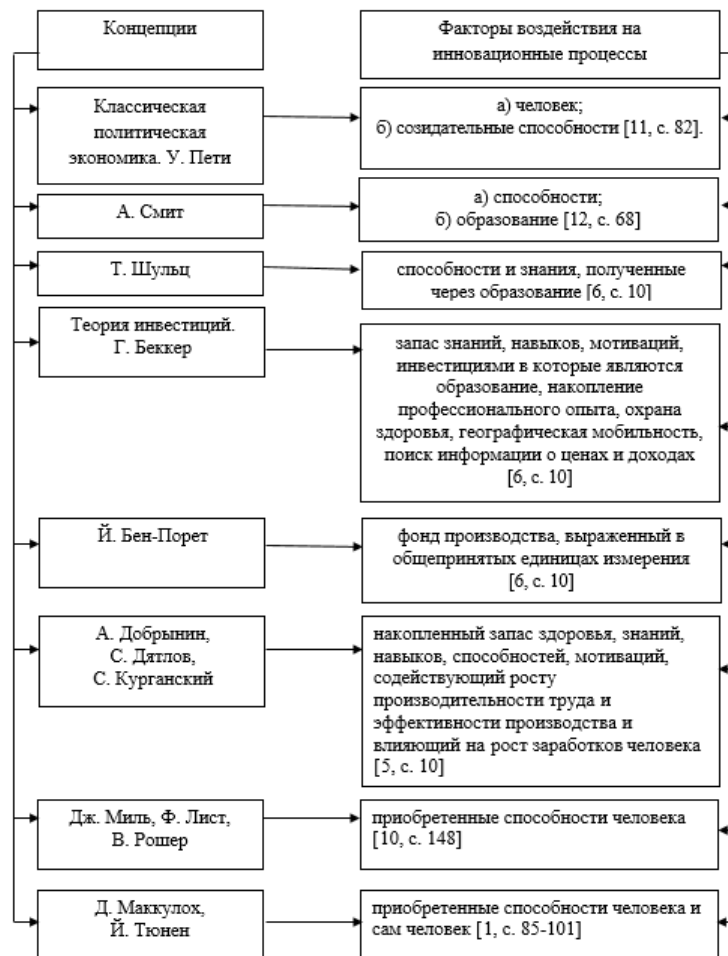 Концепции
Факторы воздействия на
инновационные процессы
Классическая
политическая
экономика. У. Пети
а) человек;
б) созидательные способности [11, с. 82].
А. Смит
а) способности;
б) образование [12, с. 68]
Т. Шульц
способности и знания, полученные
через образование [6, с. 10]
Теория инвестиций.
Г. Беккер
запас знаний, навыков, мотиваций,
инвестициями в которые являются
образование, накопление
профессионального опыта, охрана
здоровья, географическая мобильность,
поиск информации о ценах и доходах
[6, с. 10]
Й. Бен-Порет
фонд производства, выраженный в
общепринятых единицах измерения
[6, с. 10]
А. Добрынин,
С. Дятлов,
С. Курганский
накопленный запас здоровья, знаний,
навыков, способностей, мотиваций,
содействующий росту
производительности труда и
эффективности производства и
влияющий на рост заработков человека
[5, с. 10]
Дж. Миль, Ф. Лист,
В. Рошер
приобретенные способности человека
[10, с. 148]
Д. Маккулох,
Й. Тюнен
приобретенные способности человека и
сам человек [1, с. 85-101]